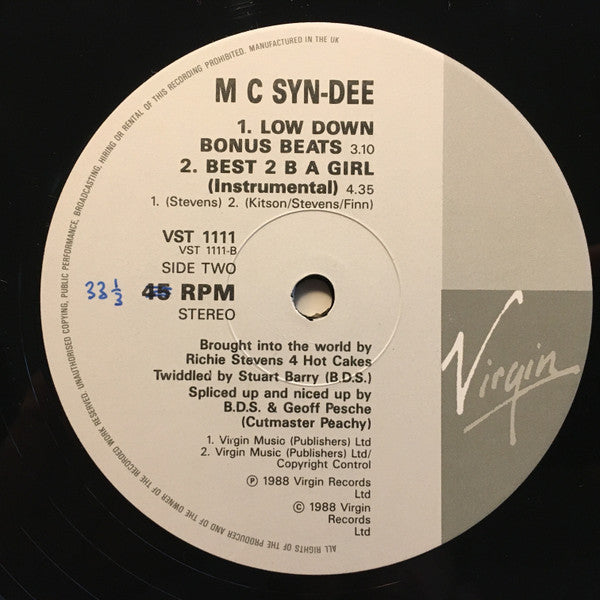 M C SYN-DEE
1. LOW DOWN
BONUS BEATS 3.10
2. BEST 2 B A GIRL
(Instrumental) 4.35
1. (Stevens) 2. (Kitson/Stevens/Finn)
VST 1111
VST 1111-B
SIDE TWO
33 1/3 45 RPM
STEREO
Brought into the world by
Richie Stevens 4 Hot Cakes
Twiddled by Stuart Barry (B.D.S.)
Spliced up and niced up by
B.D.S. & Geoff Pesche
(Cutmaster Peachy)
1. Virgin Music (Publishers) Ltd
2. Virgin Music (Publishers) Ltd/
Copyright Control
℗ 1988 Virgin Records
Ltd
© 1988 Virgin
Records
Ltd
Virgin
ALL RIGHTS OF THE PRODUCER AND OF THE OWNER OF THE RECORDED WORK RESERVED. UNAUTHORISED COPYING, PUBLIC PERFORMANCE, BROADCASTING, HIRING OR RENTAL OF THIS RECORDING PROHIBITED. MANUFACTURED IN THE UK